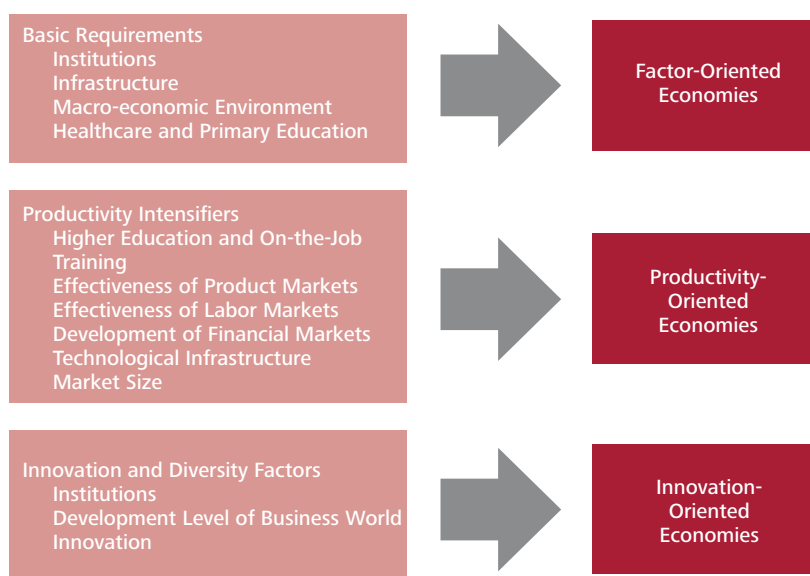 Basic Requirements
Institutions
Infrastructure
Macro-economic Environment
Healthcare and Primary Education
Factor-Oriented
Economies
Productivity Intensifiers
Higher Education and On-the-Job
Training
Effectiveness of Product Markets
Effectiveness of Labor Markets
Development of Financial Markets
Technological Infrastructure
Market Size
Productivity-
Oriented
Economies
Innovation and Diversity Factors
Institutions
Development Level of Business World
Innovation
Innovation-
Oriented
Economies